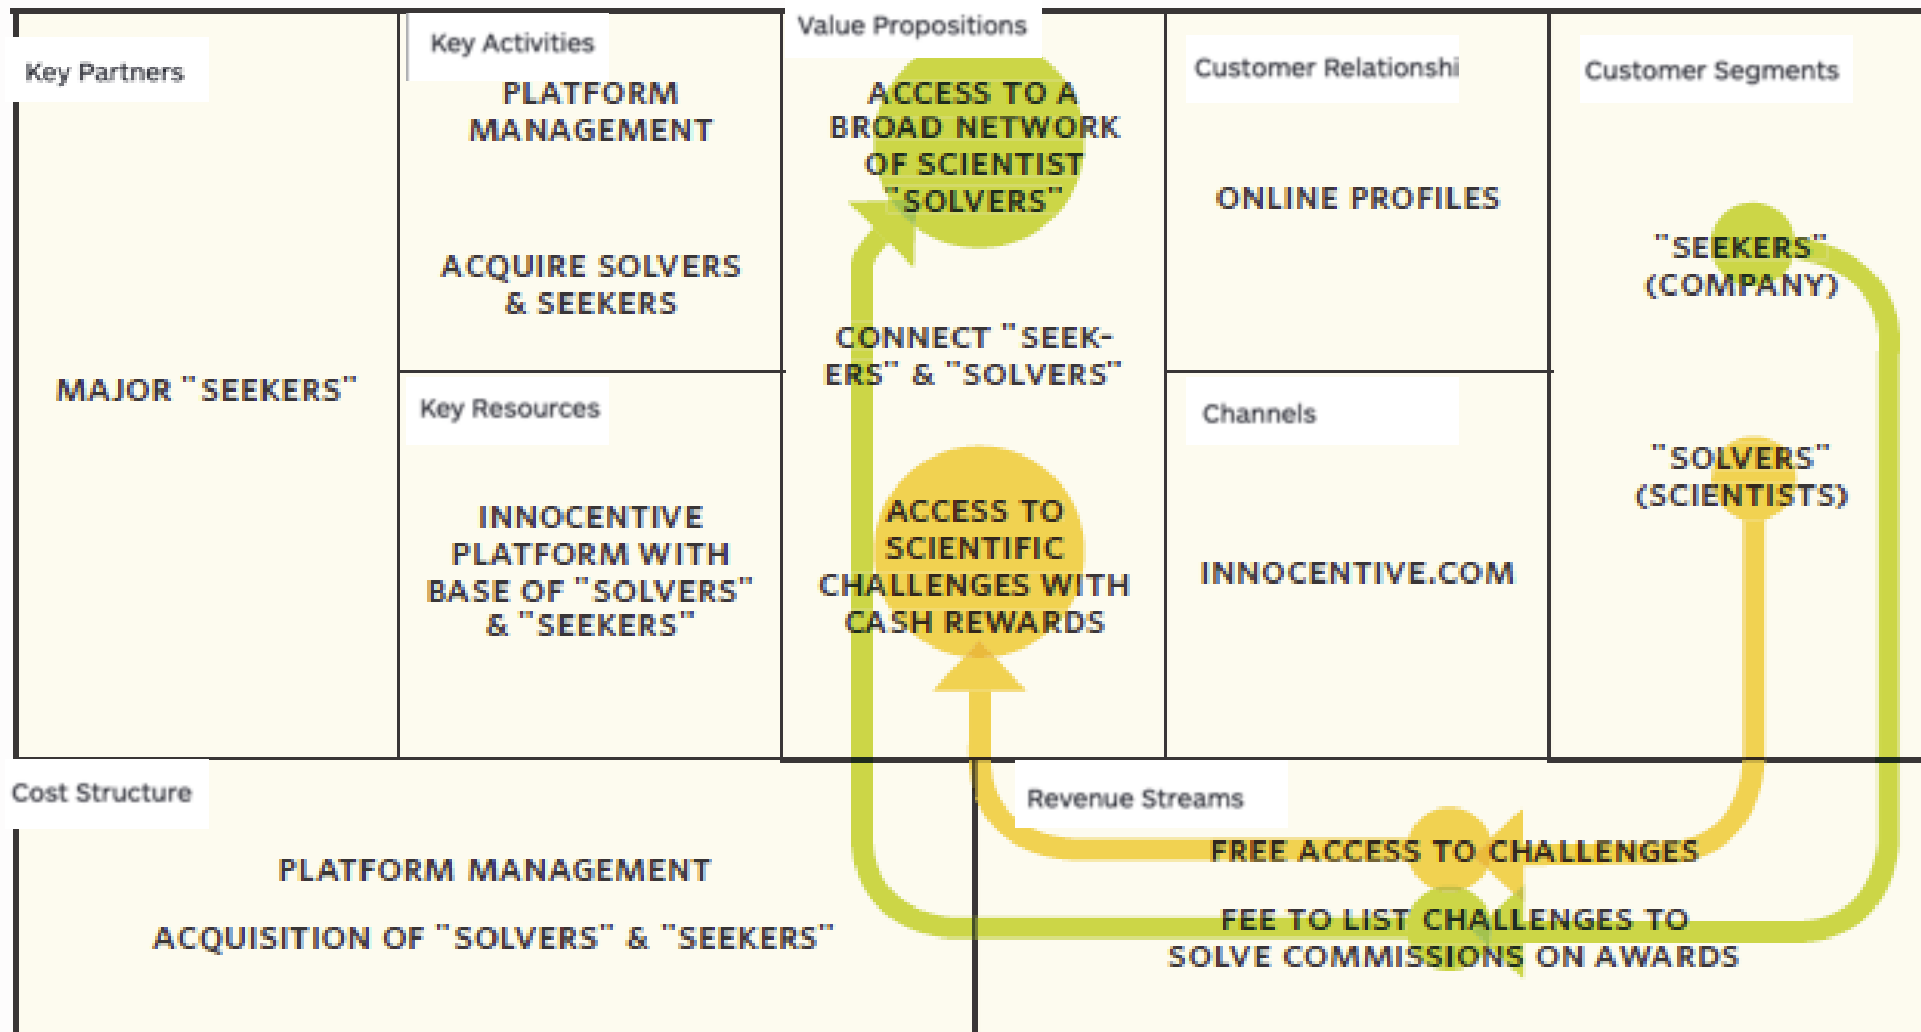 Key Partners
MAJOR "SEEKERS"
Key Activities
PLATFORM
MANAGEMENT
ACQUIRE SOLVERS
& SEEKERS
Key Resources
INNOCENTIVE
PLATFORM WITH
BASE OF "SOLVERS"
& "SEEKERS"
Value Propositions
ACCESS TO A
BROAD NETWORK
OF SCIENTIST
"SOLVERS"
CONNECT "SEEK-
ERS" & "SOLVERS"
ACCESS TO
SCIENTIFIC
CHALLENGES WITH
CASH REWARDS
Customer Relationshi
ONLINE PROFILES
Channels
INNOCENTIVE.COM
Customer Segments
"SEEKERS"
(COMPANY)
"SOLVERS"
(SCIENTISTS)
Cost Structure
PLATFORM MANAGEMENT
ACQUISITION OF "SOLVERS" & "SEEKERS"
Revenue Streams
FREE ACCESS TO CHALLENGES
FEE TO LIST CHALLENGES TO
SOLVE COMMISSIONS ON AWARDS